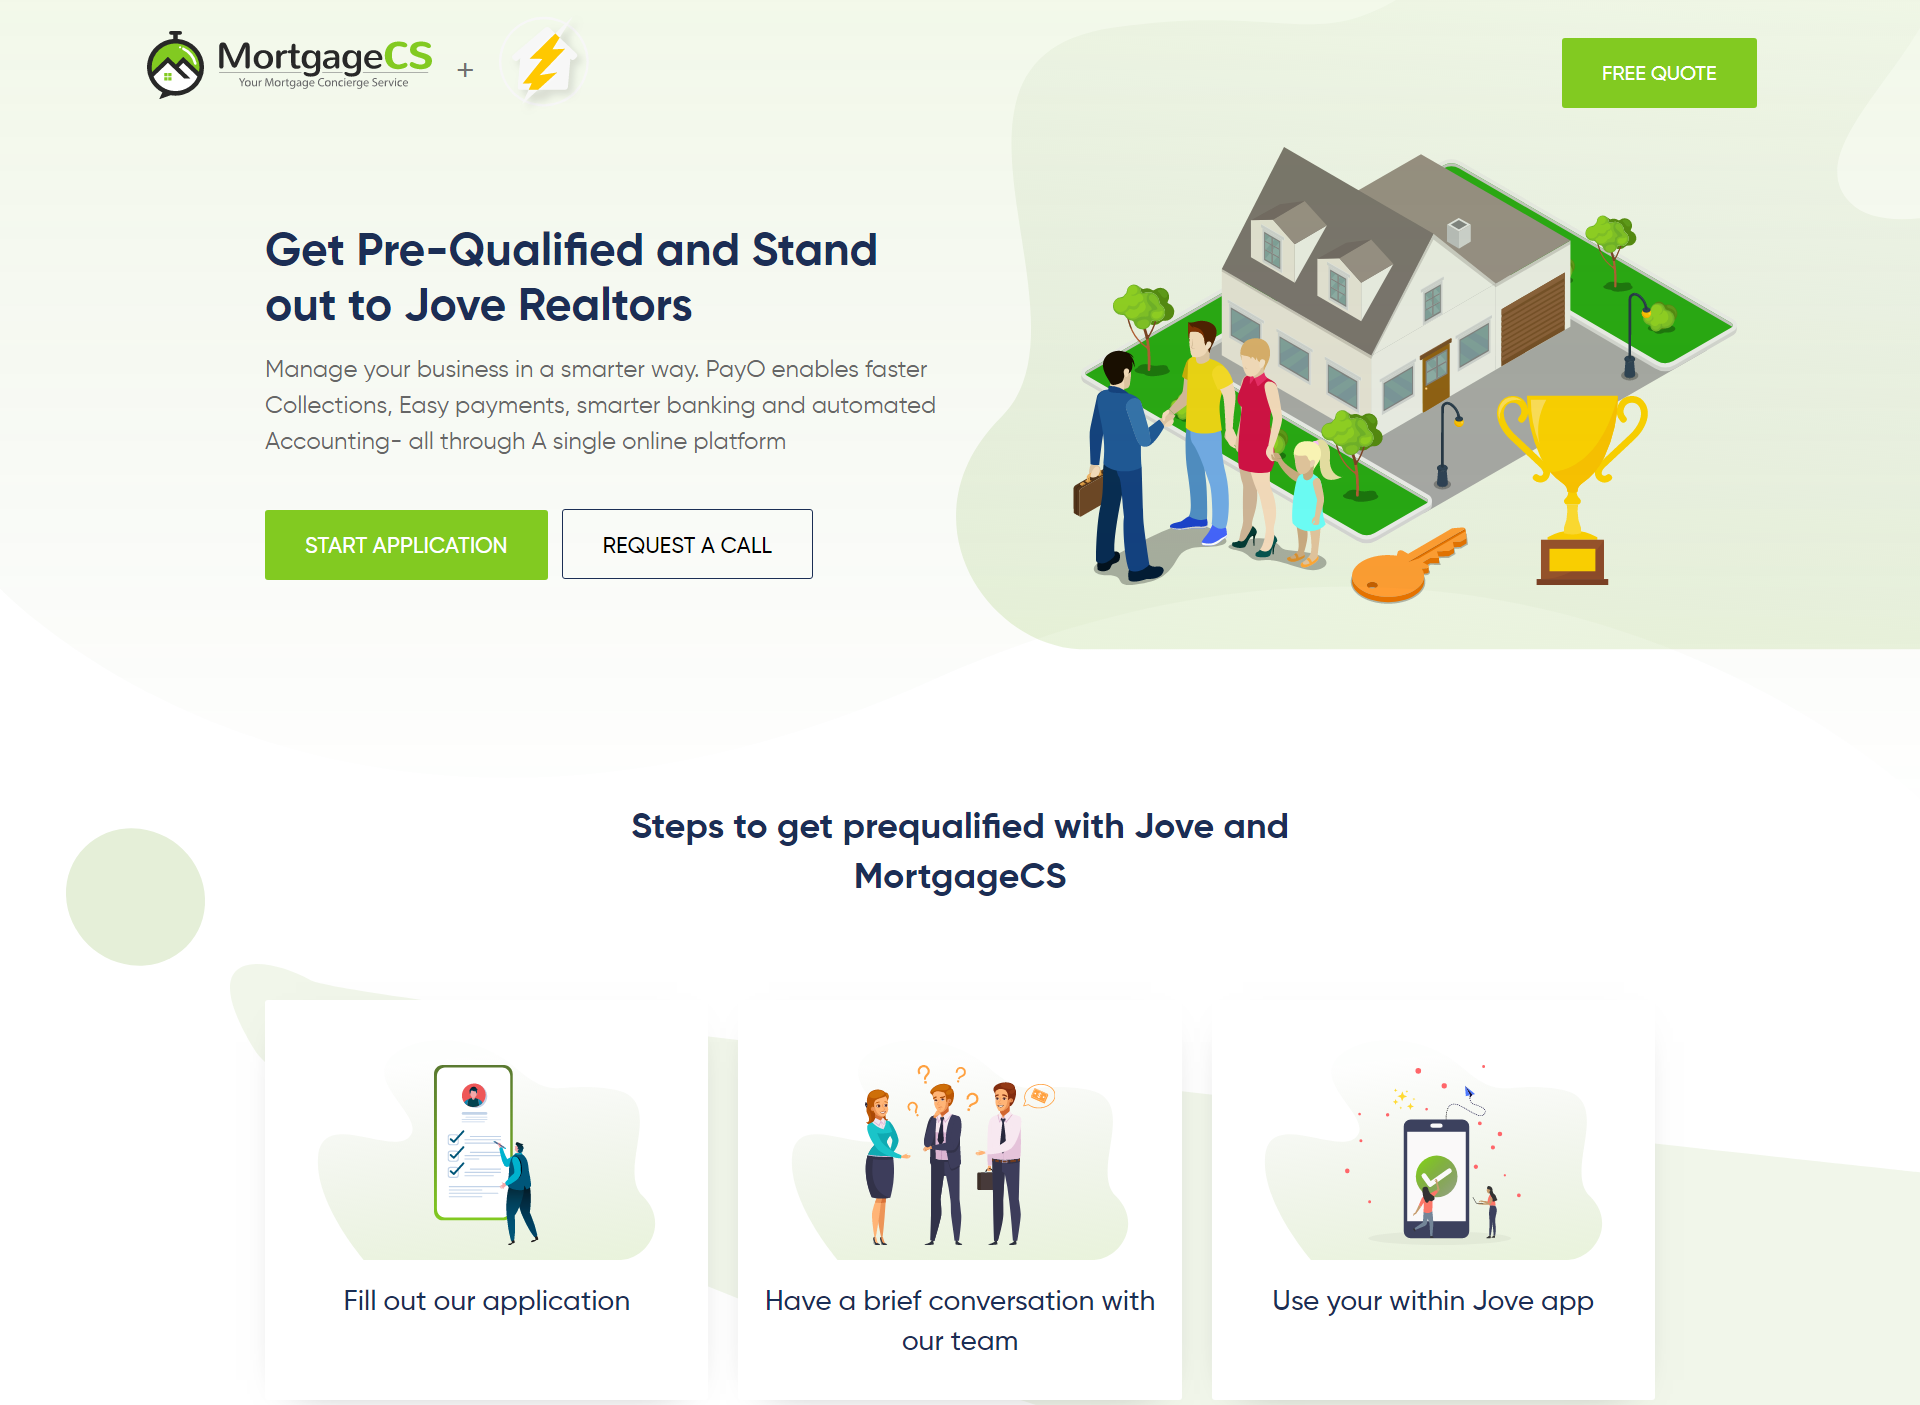 MortgageCS
Your Mortgage Concierge Service
+
FREE QUOTE
Get Pre-Qualified and Stand
out to Jove Realtors
Manage your business in a smarter way. PayO enables faster
Collections, Easy payments, smarter banking and automated
Accounting- all through A single online platform
START APPLICATION
REQUEST A CALL
Steps to get prequalified with Jove and
MortgageCS
Fill out our application
Have a brief conversation with
our team
Use your within Jove app